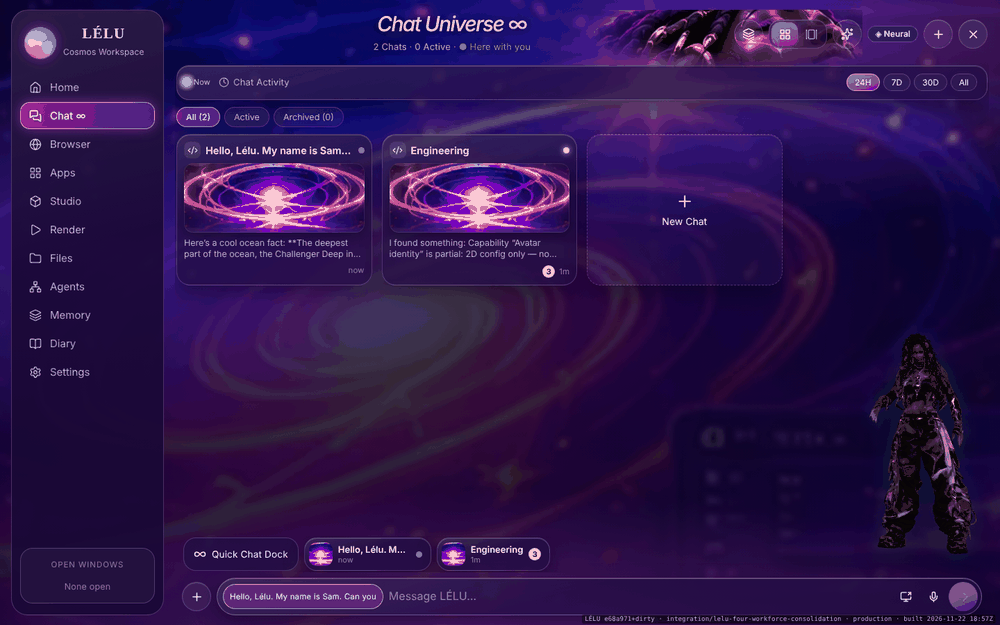 LÉLU
Cosmos Workspace
Home
Chat ∞
Browser
Apps
Studio
Render
Files
Agents
Memory
Diary
Settings
OPEN WINDOWS
None open
Chat Universe ∞
2 Chats · 0 Active · Here with you
Neural
Now
Chat Activity
24H
7D
30D
All
All (2)
Active
Archived (0)
Hello, Lélu. My name is Sam...
Here's a cool ocean fact: **The deepest
part of the ocean, the Challenger Deep in...
now
Engineering
I found something: Capability "Avatar
identity" is partial: 2D config only — no...
3 1m
New Chat
∞ Quick Chat Dock
Hello, Lélu. M...
now
Engineering
1m
3
Hello, Lélu. My name is Sam. Can you
Message LÉLU...
LÉLU e68a971+dirty · integration/lelu-four-workforce-consolidation · production · built 2026-11-22 18:57Z